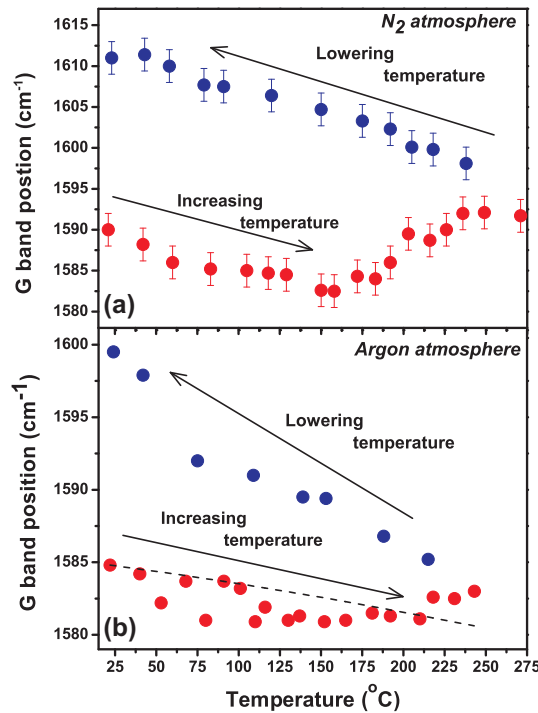 N2 atmosphere
1615
1610
1605
1600
1595
1590
1585
1580
G band postion (cm-1)
Lowering
temperature
Increasing
temperature
(a)
Argon atmosphere
1600
1595
1590
1585
1580
G band position (cm-1)
Lowering
temperature
Increasing
temperature
(b)
25 50 75 100 125 150 175 200 225 250 275
Temperature (oC)